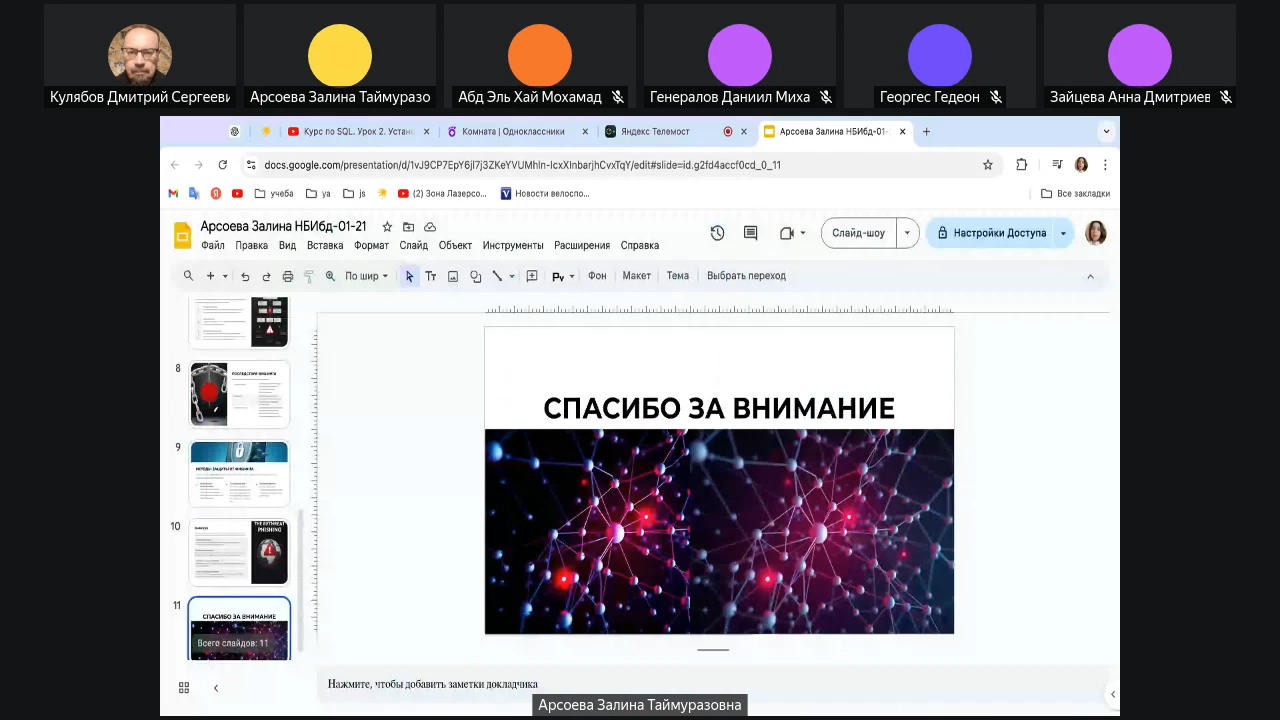 Кулябов Дмитрий Сергееви
Арсоева Залина Таймуразо
Абд Эль Хай Мохамад
Генералов Даниил Миха
Георгес Гедеон
Зайцева Анна Дмитриев
Курс по SQL. Урок 2. Устан
Комната | Одноклассники
Яндекс Телемост
Арсоева Залина НБИбд-01-
docs.google.com/presentation/d/1vJ9CP7EpY6jI7j3ZKeYVUMhIn-IcxXInbarjhCvxTqY/edit#slide=id.g2fd4accf0cd_0_11
учеба
ya
js
(2) Зона Лазерсо...
Новости велоспо...
Все закладки
Арсоева Залина НБИбд-01-21
Файл Правка Вид Вставка Формат Слайд Объект Инструменты Расширения Справка
Слайд-шоу
Настройки Доступа
По шир
Фон
Макет
Тема
Выбрать переход
8
ПОСЛЕДСТВИЯ ФИШИНГА
9
МЕТОДЫ ЗАЩИТЫ ОТ ФИШИНГА
10
11
СПАСИБО ЗА ВНИМАНИЕ
Всего слайдов: 11
СПАСИБО ЗА ВНИМАНИЕ
Нажмите, чтобы добавить заметки докладчика
Арсоева Залина Таймуразовна